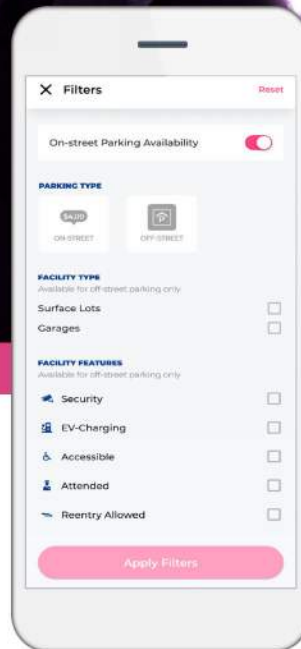 Filters
Reset
On-street Parking Availability
PARKING TYPE
$4.00
ON-STREET
OFF-STREET
FACILITY TYPE
Available for off-street parking only
Surface Lots
Garages
FACILITY FEATURES
Available for off-street parking only
Security
EV-Charging
Accessible
Attended
Reentry Allowed
Apply Filters